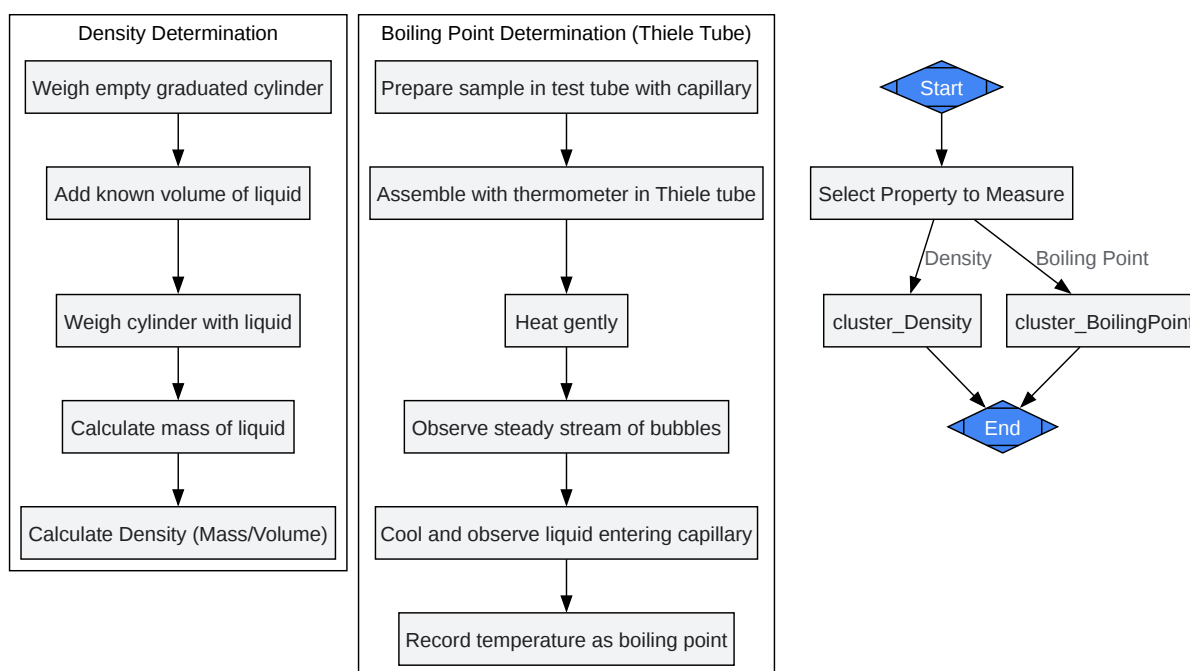 Density Determination
Weigh empty graduated cylinder
Add known volume of liquid
Weigh cylinder with liquid
Calculate mass of liquid
Calculate Density (Mass/Volume)
Boiling Point Determination (Thiele Tube)
Prepare sample in test tube with capillary
Assemble with thermometer in Thiele tube
Heat gently
Observe steady stream of bubbles
Cool and observe liquid entering capillary
Record temperature as boiling point
Start
Select Property to Measure
Density
Boiling Point
cluster_Density
cluster_BoilingPoint
End